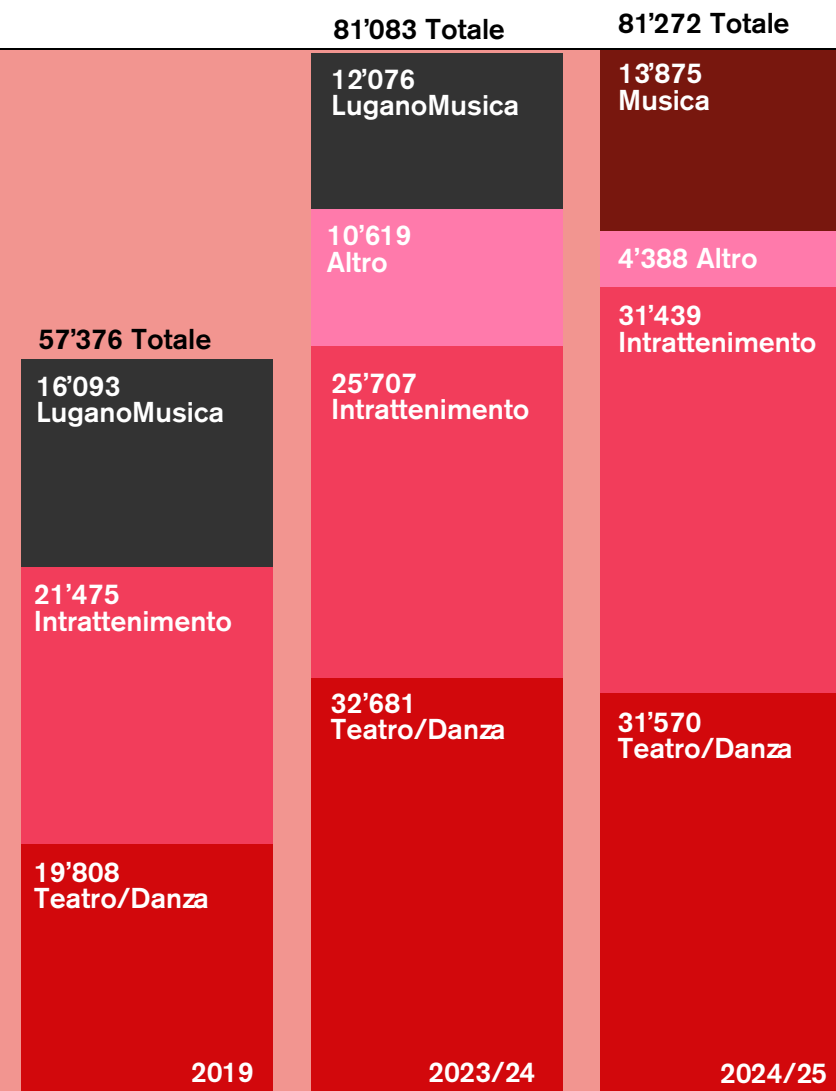 57’376 Totale
16’093
LuganoMusica
21’475
Intrattenimento
19’808
Teatro/Danza
2019
81’083 Totale
12’076
LuganoMusica
10’619
Altro
25’707
Intrattenimento
32’681
Teatro/Danza
2023/24
81’272 Totale
13’875
Musica
4’388 Altro
31’439
Intrattenimento
31’570
Teatro/Danza
2024/25